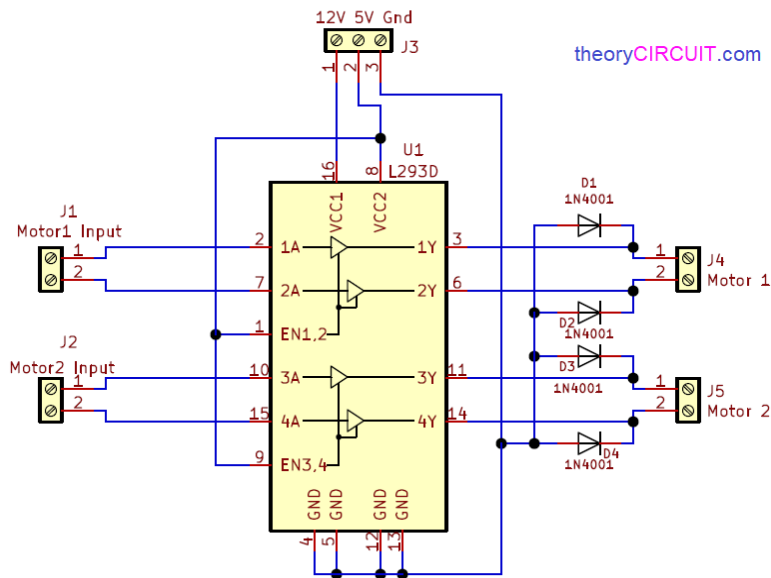 12V 5V Gnd
J3
theoryCIRCUIT.com
1
2
3
U1
L293D
16
8
VCC1
VCC2
D1
1N4001
J1
Motor1 Input
1
2
2
1A
1Y
3
7
2A
2Y
6
1
EN1,2
1
2
J4
Motor 1
D2
1N4001
J2
Motor2 Input
1
2
10
3A
3Y
11
15
4A
4Y
14
9
EN3,4
D3
1N4001
1
2
J5
Motor 2
D4
1N4001
GND
GND
GND
GND
4
5
12
13